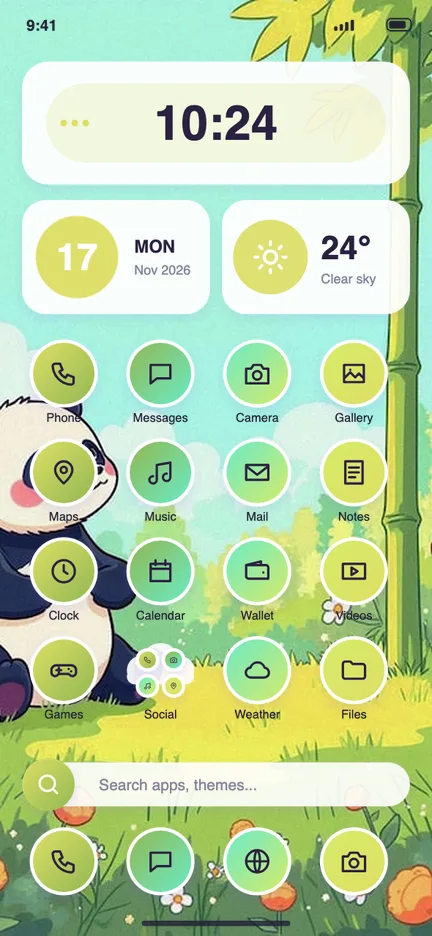 9:41
10:24
17
MON
Nov 2026
24°
Clear sky
Phone
Messages
Camera
Gallery
Maps
Music
Mail
Notes
Clock
Calendar
Wallet
Videos
Games
Social
Weather
Files
Search apps, themes...